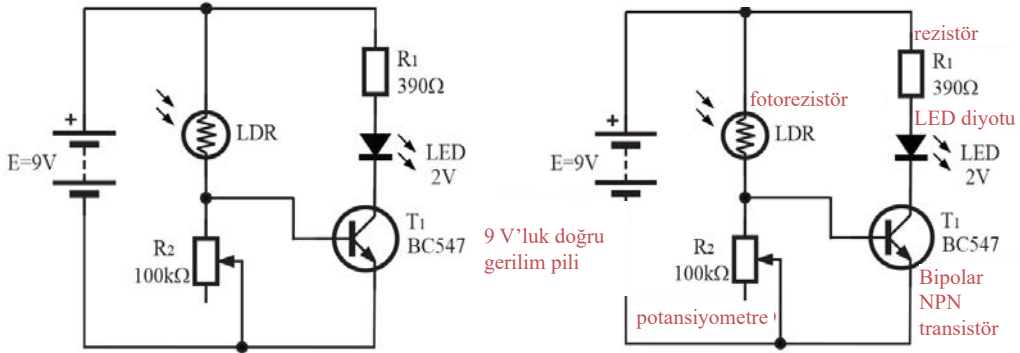 R1
390Ω
+
LDR
E=9V
LED
2V
T1
BC547
R2
100kΩ
9 V’luk doğru
gerilim pili
rezistör
R1
390Ω
fotorezistör
LED diyotu
+
LDR
E=9V
LED
2V
T1
BC547
R2
100kΩ
Bipolar
NPN
transistör
potansiyometre